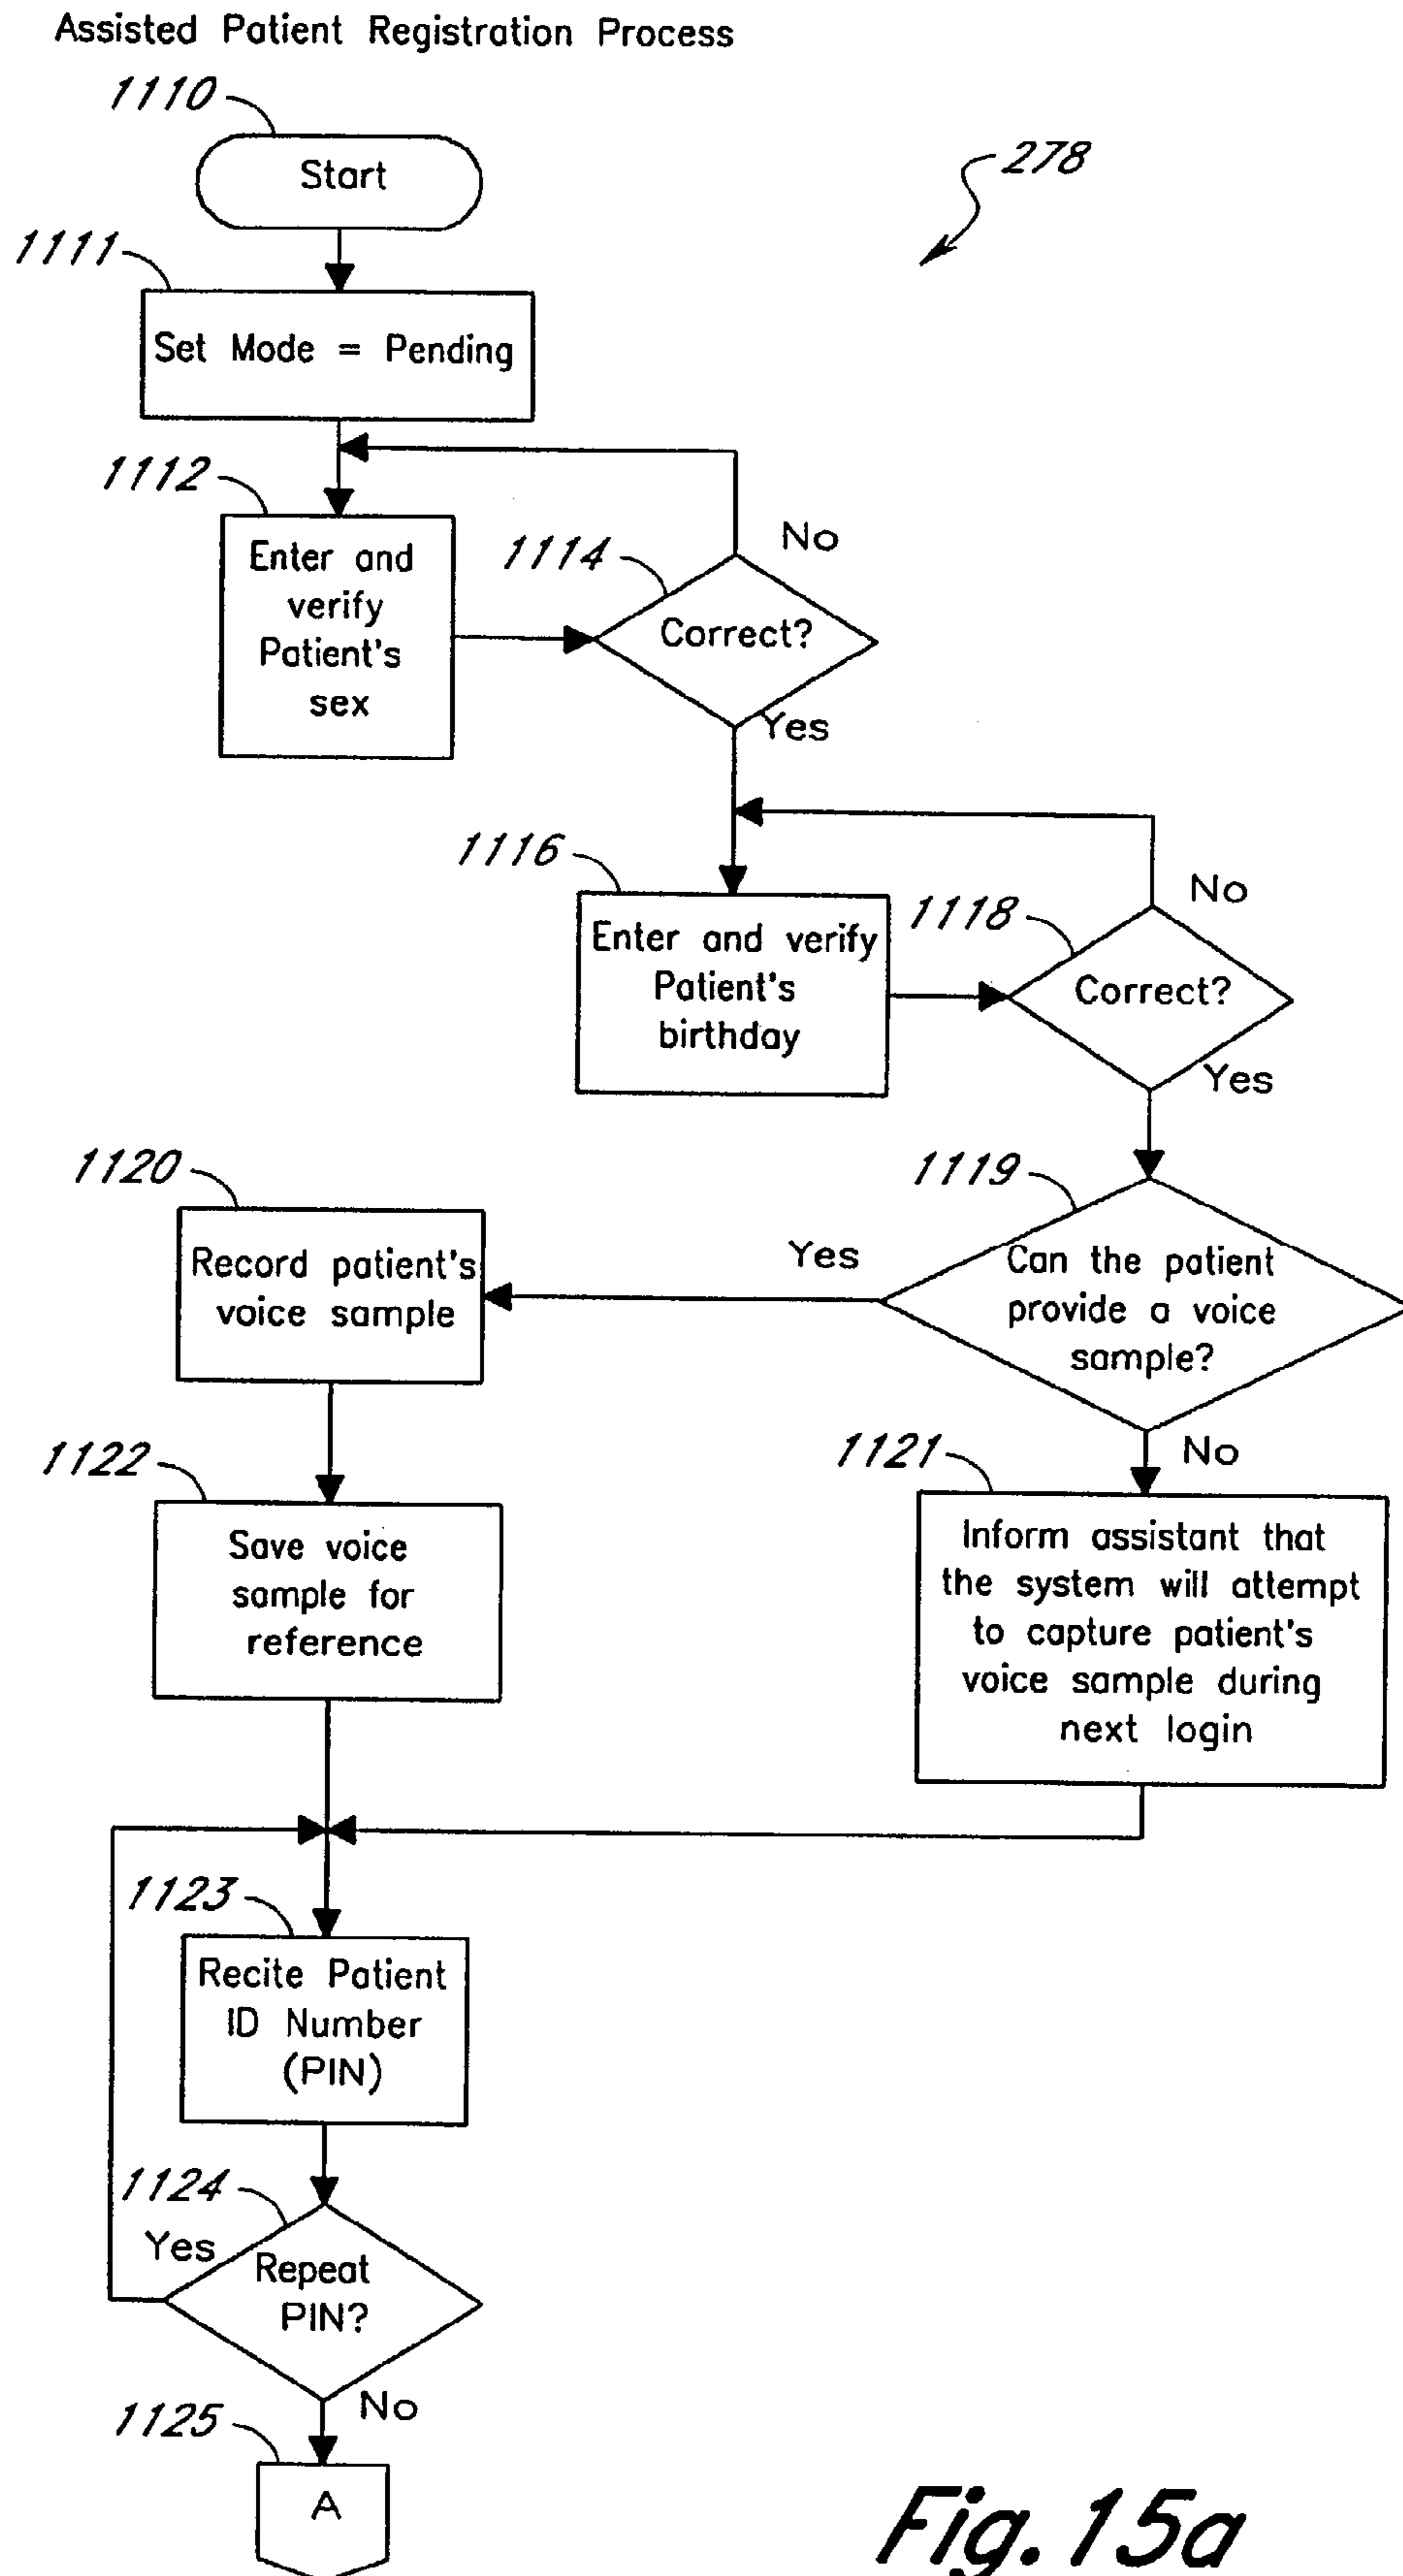 Assisted Patient Registration Process
1110
Start
278
1111
Set Mode = Pending
1112
Enter and
verify
Patient's
sex
1114
Correct?
No
Yes
1116
Enter and verify
Patient's
birthday
1118
Correct?
No
Yes
1119
Can the patient
provide a voice
sample?
Yes
No
1120
Record patient's
voice sample
1122
Save voice
sample for
reference
1121
Inform assistant that
the system will attempt
to capture patient's
voice sample during
next login
1123
Recite Patient
ID Number
(PIN)
1124
Repeat
PIN?
Yes
No
1125
A
Fig. 15a